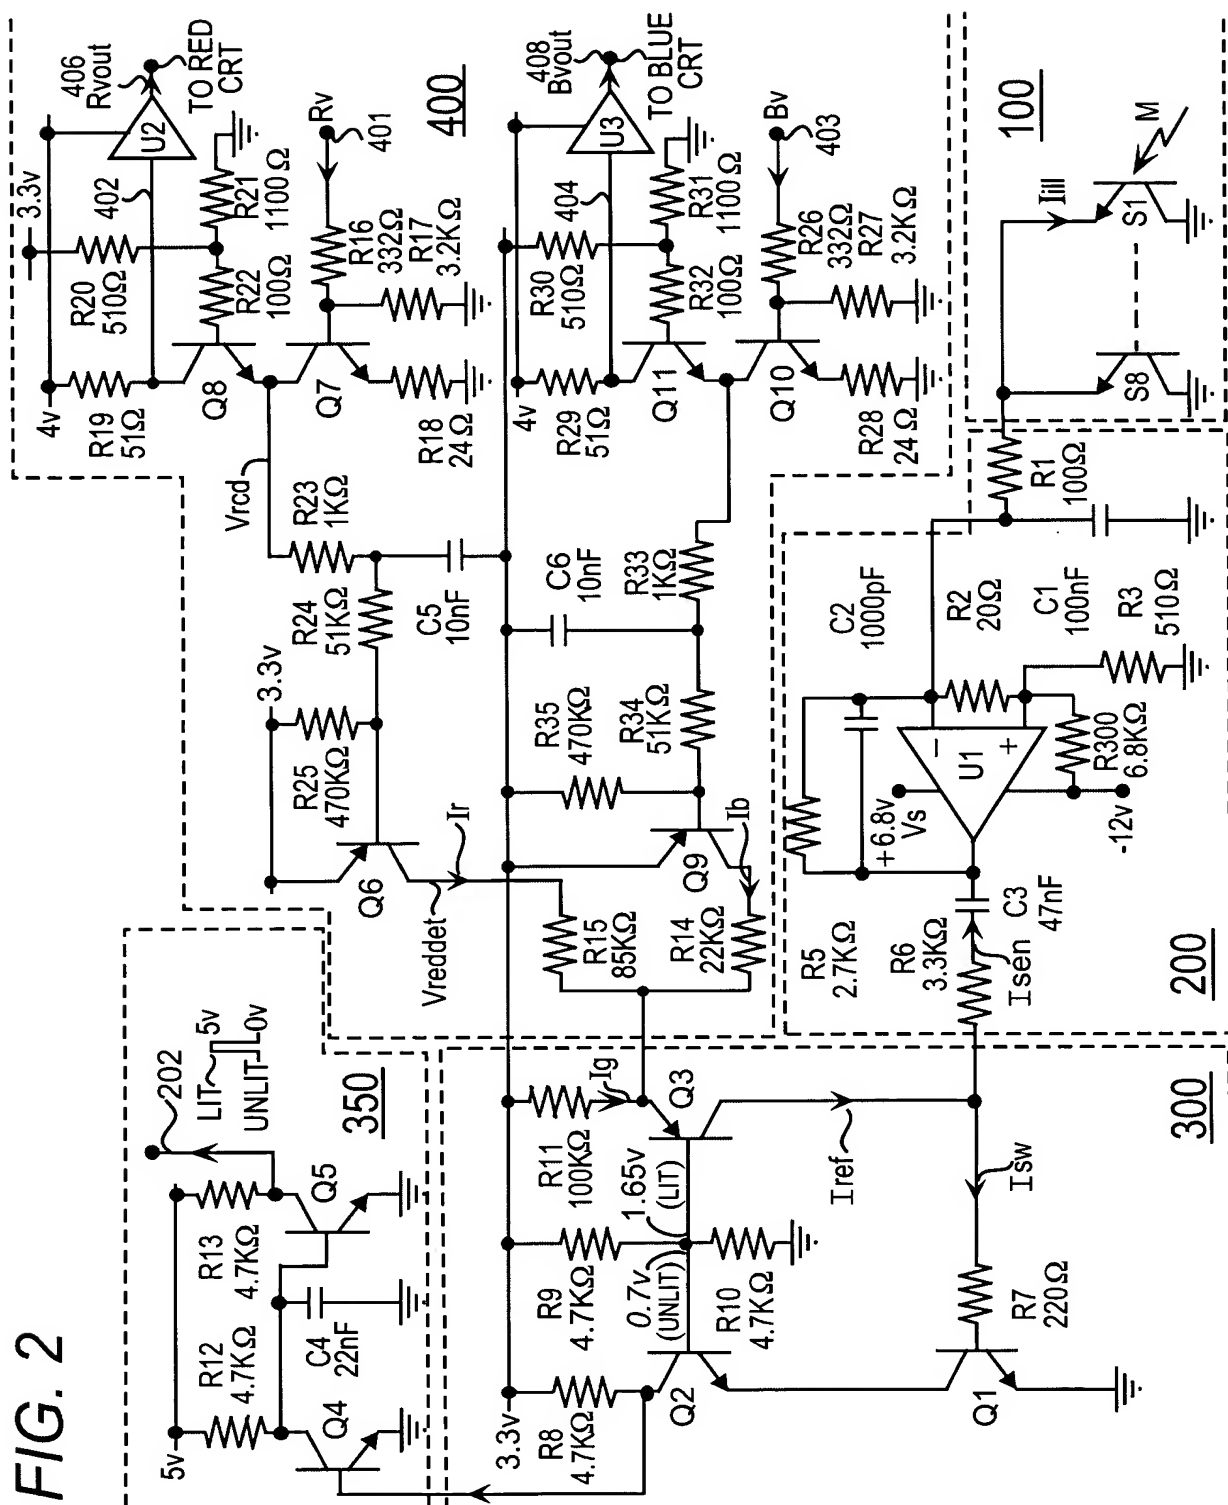 FIG. 2
5v
R12
4.7KΩ
R13
4.7KΩ
202
LIT
5v
UNLIT
0v
Q4
C4
22nF
Q5
350
3.3v
R8
4.7KΩ
R9
4.7KΩ
R11
100KΩ
Ig
0.7v
(UNLIT)
1.65v
(LIT)
Q2
R10
4.7KΩ
Q3
Iref
Q1
R7
220Ω
Isw
300
3.3v
R25
470KΩ
R24
51KΩ
R23
1KΩ
Vrcd
C5
10nF
Q6
Ir
Vreddet
R15
85KΩ
R14
22KΩ
Q9
Ib
R35
470KΩ
R34
51KΩ
C6
10nF
R33
1KΩ
4v
R19
51Ω
R20
510Ω
3.3v
402
U2
406
Rvout
TO RED
CRT
Q8
R22
100Ω
R21
1100Ω
Q7
R16
332Ω
R17
3.2KΩ
Rv
401
R18
24Ω
400
4v
R29
51Ω
R30
510Ω
404
U3
408
Bvout
TO BLUE
CRT
Q11
R32
100Ω
R31
1100Ω
Q10
R26
332Ω
R27
3.2KΩ
Bv
403
R28
24Ω
R5
2.7KΩ
R6
3.3KΩ
Isen
C3
47nF
+6.8v
Vs
U1
−
+
-12v
R300
6.8KΩ
C2
1000pF
R2
20Ω
C1
100nF
R3
510Ω
R1
100Ω
200
Iill
S8
S1
M
100